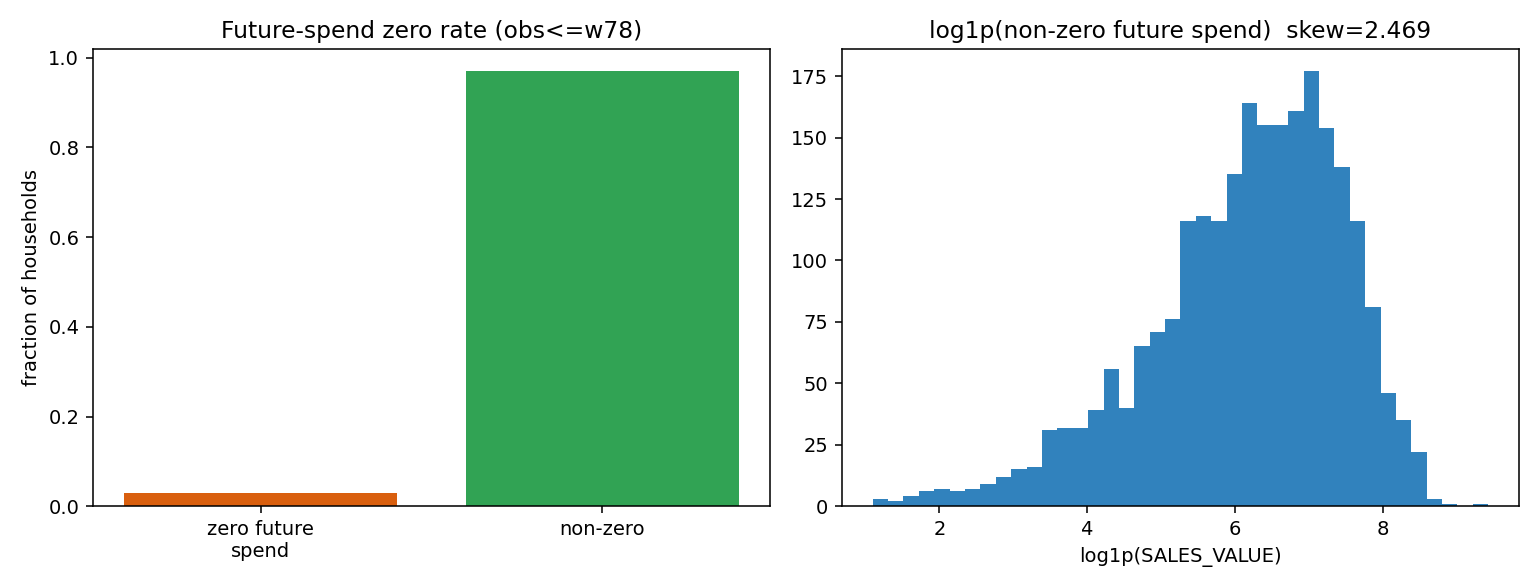 Future-spend zero rate (obs<=w78)
fraction of households
1.0
0.8
0.6
0.4
0.2
0.0
zero future
spend
non-zero
log1p(non-zero future spend)  skew=2.469
175
150
125
100
75
50
25
0
2
4
6
8
log1p(SALES_VALUE)